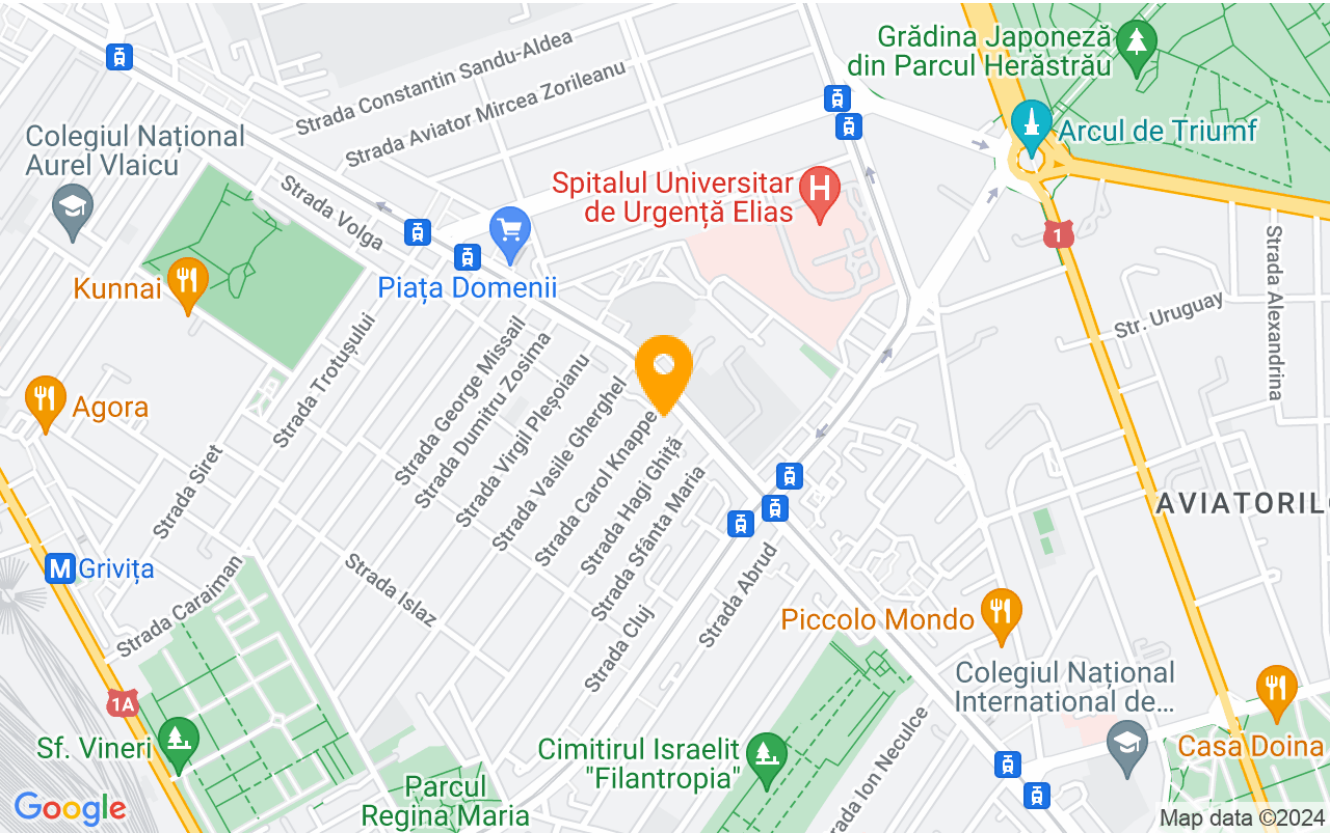 Grădina Japoneză
din Parcul Herăstrău
Strada Constantin Sandu-Aldea
Strada Aviator Mircea Zorileanu
Colegiul Național
Aurel Vlaicu
Arcul de Triumf
Spitalul Universitar
de Urgență Elias
H
Strada Volga
1
Strada Alexandrina
Kunnai
Piața Domenii
Str. Uruguay
Strada Trotușului
Strada George Missail
Strada Dumitru Zosima
Strada Virgil Pleșoianu
Strada Vasile Gherghel
Strada Carol Knappe
Strada Hagi Ghiță
Strada Sfânta Maria
Agora
Strada Siret
AVIATORIL
M Grivița
Strada Caraiman
Strada Islaz
Strada Cluj
Strada Abrud
Piccolo Mondo
Colegiul Național
International de...
1A
Sf. Vineri
Cimitirul Israelit
"Filantropia"
rada Ion Neculce
Casa Doina
Parcul
Regina Maria
Google
Map data ©2024